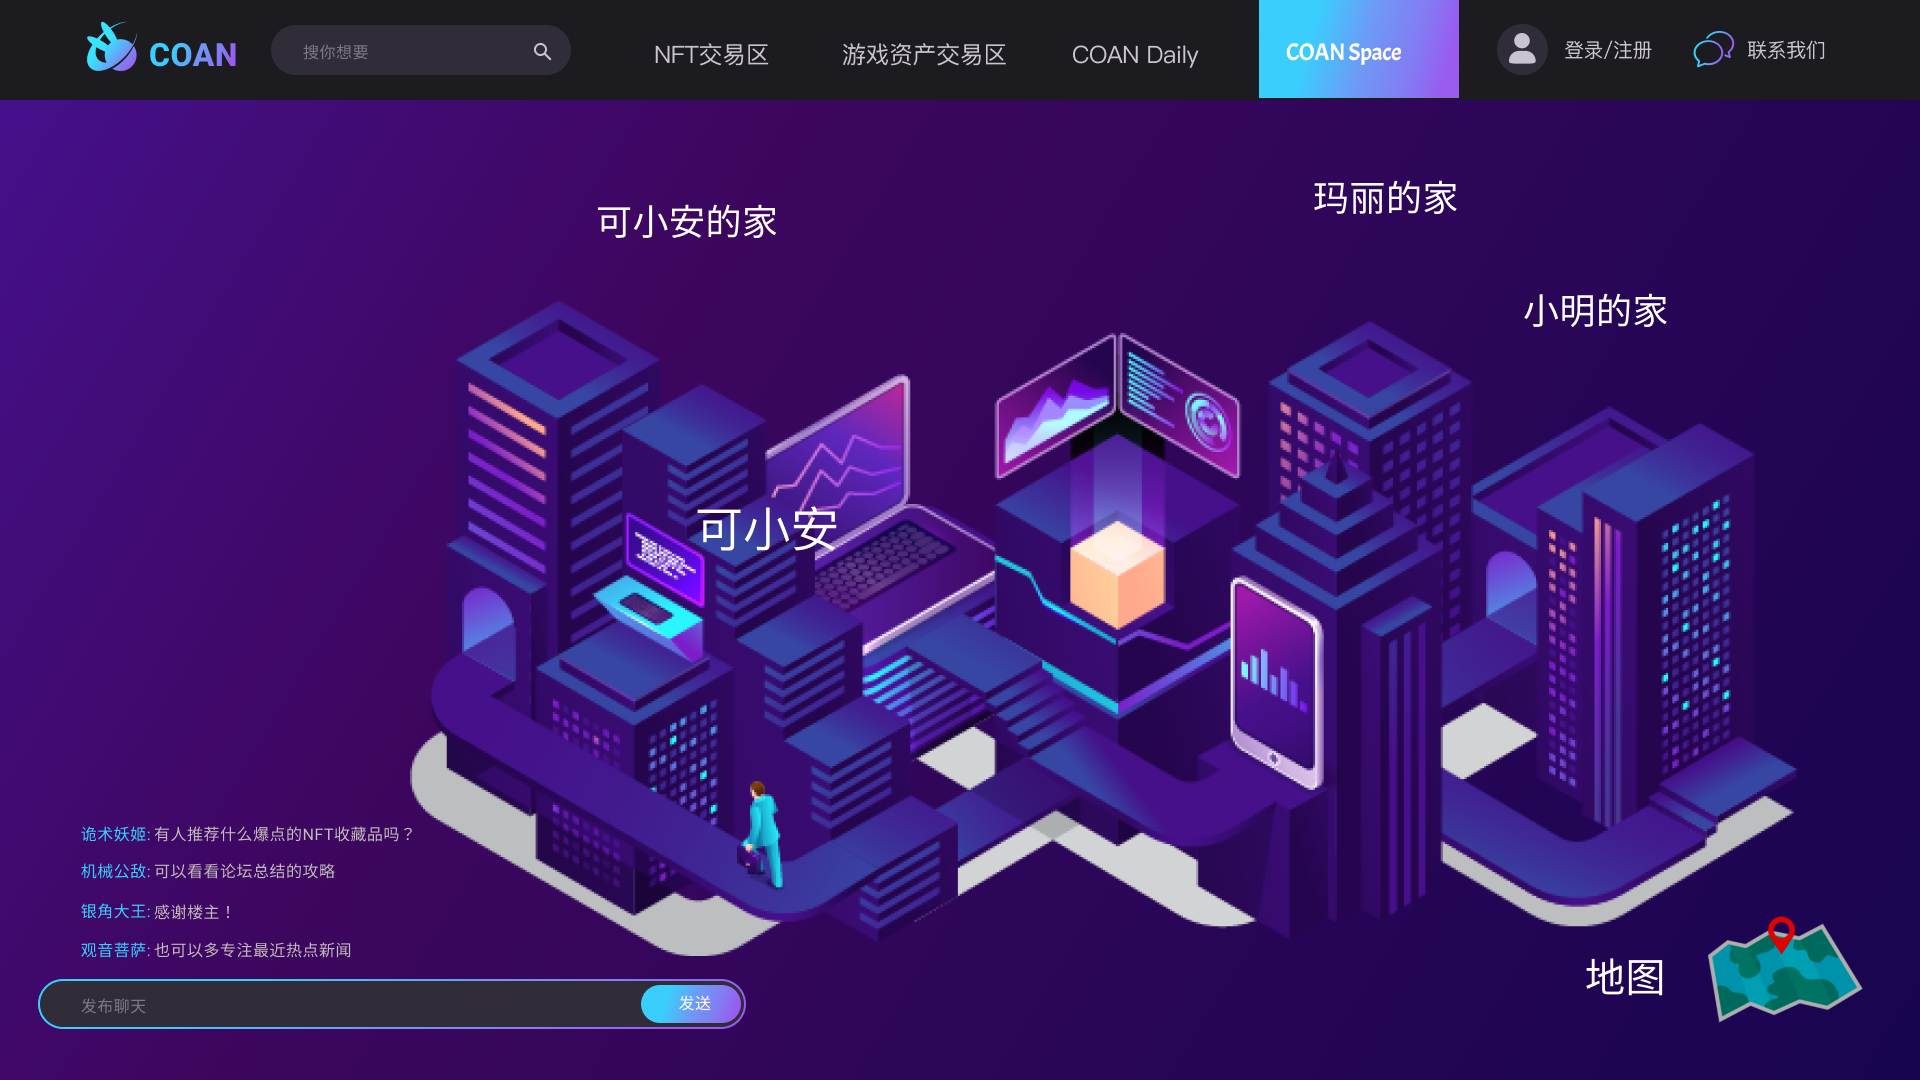 COAN
搜你想要
NFT交易区
游戏资产交易区
COAN Daily
COAN Space
登录/注册
联系我们
玛丽的家
可小安的家
小明的家
可小安
诡术妖姬: 有人推荐什么爆点的NFT收藏品吗？
机械公敌: 可以看看论坛总结的攻略
银角大王: 感谢楼主！
观音菩萨: 也可以多专注最近热点新闻
地图
发布聊天
发送